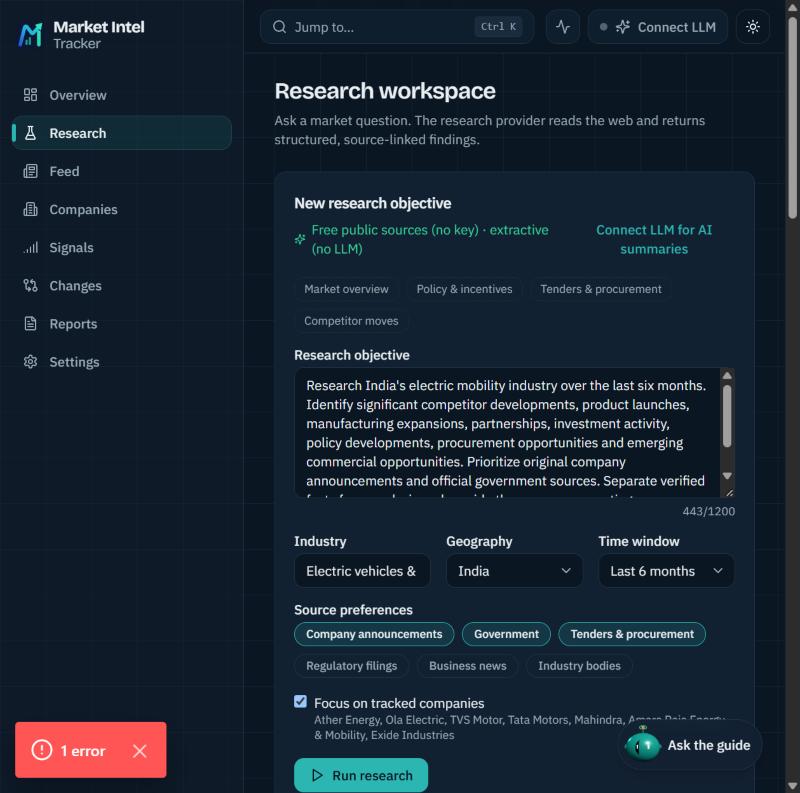 Market Intel
Tracker
Jump to...
Ctrl K
Connect LLM
Overview
Research
Feed
Companies
Signals
Changes
Reports
Settings
Research workspace
Ask a market question. The research provider reads the web and returns
structured, source-linked findings.
New research objective
Free public sources (no key) · extractive
(no LLM)
Connect LLM for AI
summaries
Market overview
Policy & incentives
Tenders & procurement
Competitor moves
Research objective
Research India's electric mobility industry over the last six months.
Identify significant competitor developments, product launches,
manufacturing expansions, partnerships, investment activity,
policy developments, procurement opportunities and emerging
commercial opportunities. Prioritize original company
announcements and official government sources. Separate verified
443/1200
Industry
Geography
Time window
Electric vehicles &
India
Last 6 months
Source preferences
Company announcements
Government
Tenders & procurement
Regulatory filings
Business news
Industry bodies
Focus on tracked companies
Ather Energy, Ola Electric, TVS Motor, Tata Motors, Mahindra,
& Mobility, Exide Industries
Run research
1 error
Ask the guide